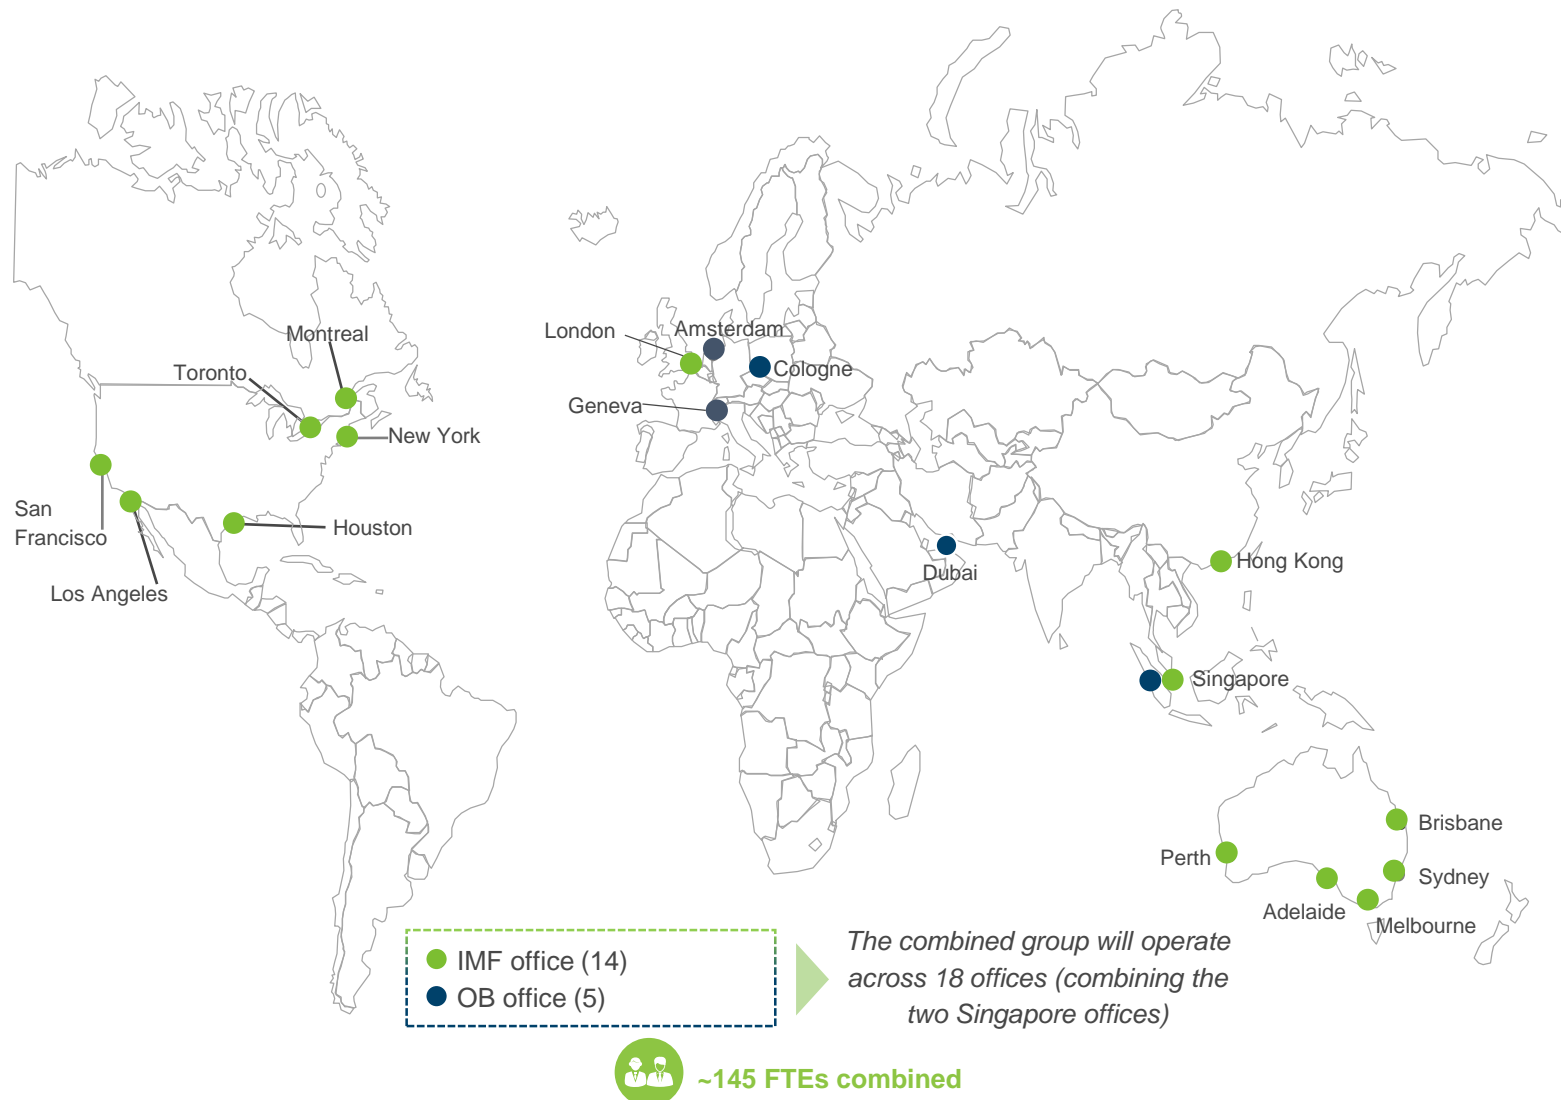 Montreal
Toronto
New York
San
Francisco
Houston
Los Angeles
London
Amsterdam
Cologne
Geneva
Dubai
Hong Kong
Singapore
Brisbane
Perth
Sydney
Adelaide
Melbourne
IMF office (14)
OB office (5)
The combined group will operate
across 18 offices (combining the
two Singapore offices)
~145 FTEs combined